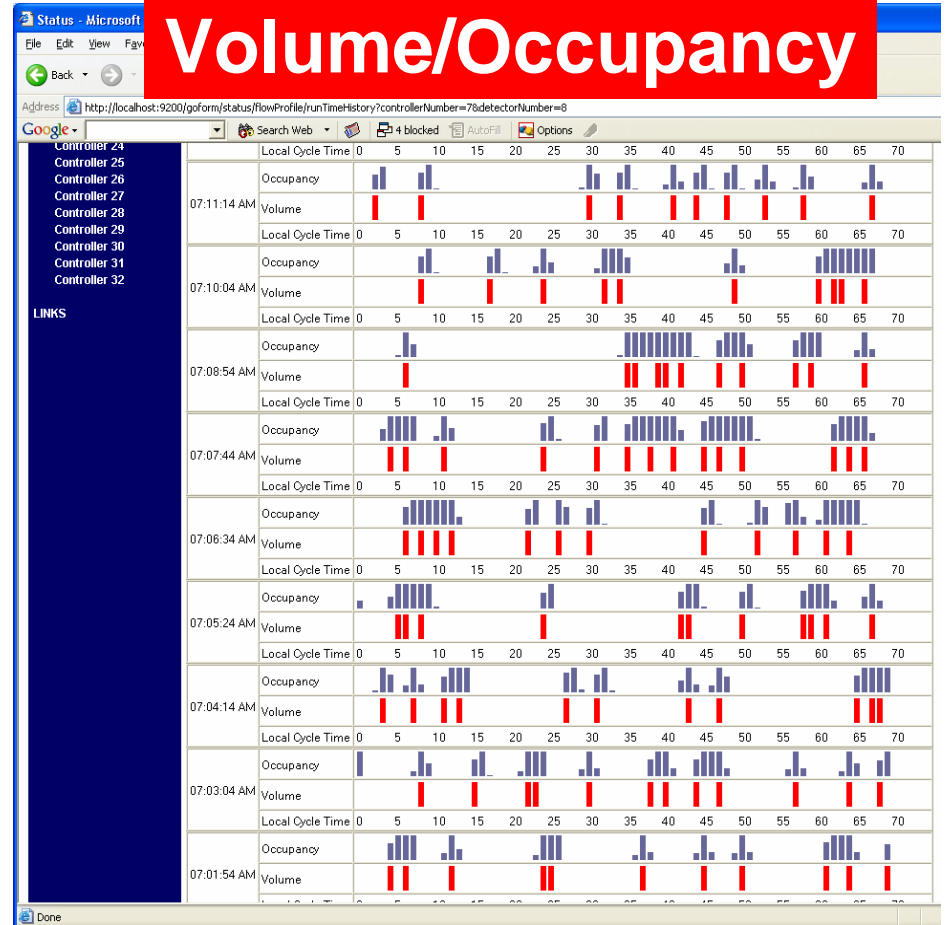 Volume/Occupancy
Status - Microsoft
File Edit View Fav
Back
Address http://localhost:9200/goform/status/flowProfile/runTimeHistory?controllerNumber=7&detectorNumber=8
Google Search Web 4 blocked AutoFill Options
Controller 24
Controller 25
Controller 26
Controller 27
Controller 28
Controller 29
Controller 30
Controller 31
Controller 32
LINKS
Local Cycle Time 0 5 10 15 20 25 30 35 40 45 50 55 60 65 70
Occupancy
07:11:14 AM Volume
Local Cycle Time 0 5 10 15 20 25 30 35 40 45 50 55 60 65 70
Occupancy
07:10:04 AM Volume
Local Cycle Time 0 5 10 15 20 25 30 35 40 45 50 55 60 65 70
Occupancy
07:08:54 AM Volume
Local Cycle Time 0 5 10 15 20 25 30 35 40 45 50 55 60 65 70
Occupancy
07:07:44 AM Volume
Local Cycle Time 0 5 10 15 20 25 30 35 40 45 50 55 60 65 70
Occupancy
07:06:34 AM Volume
Local Cycle Time 0 5 10 15 20 25 30 35 40 45 50 55 60 65 70
Occupancy
07:05:24 AM Volume
Local Cycle Time 0 5 10 15 20 25 30 35 40 45 50 55 60 65 70
Occupancy
07:04:14 AM Volume
Local Cycle Time 0 5 10 15 20 25 30 35 40 45 50 55 60 65 70
Occupancy
07:03:04 AM Volume
Local Cycle Time 0 5 10 15 20 25 30 35 40 45 50 55 60 65 70
Occupancy
07:01:54 AM Volume
Done